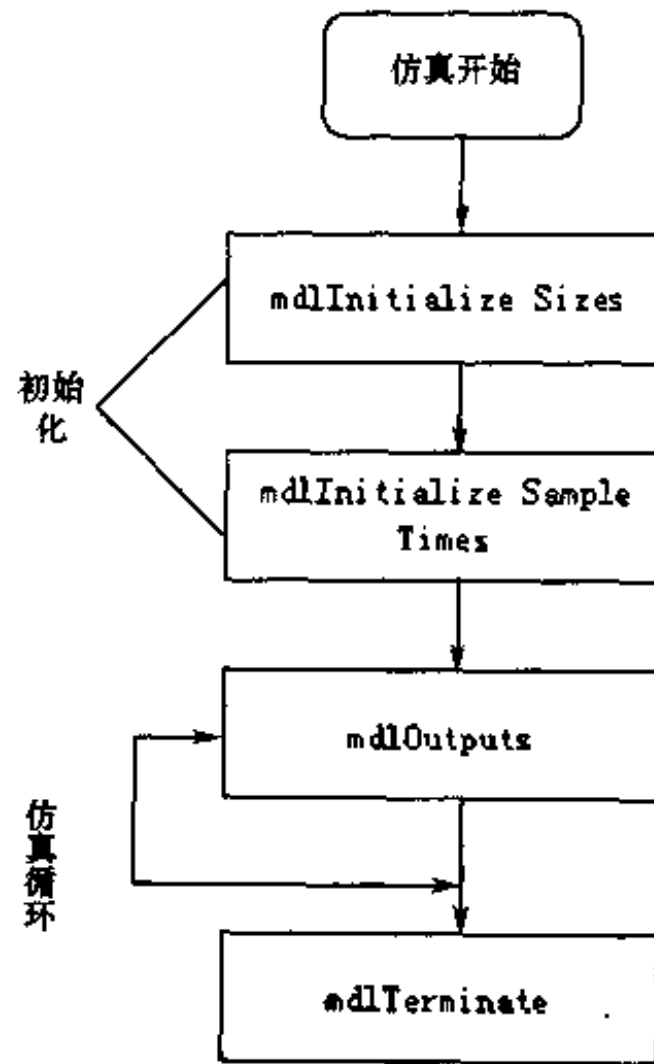 仿真开始
mdlInitialize Sizes
初始
化
mdlInitialize Sample
Times
mdlOutputs
仿真循环
mdlTerminate